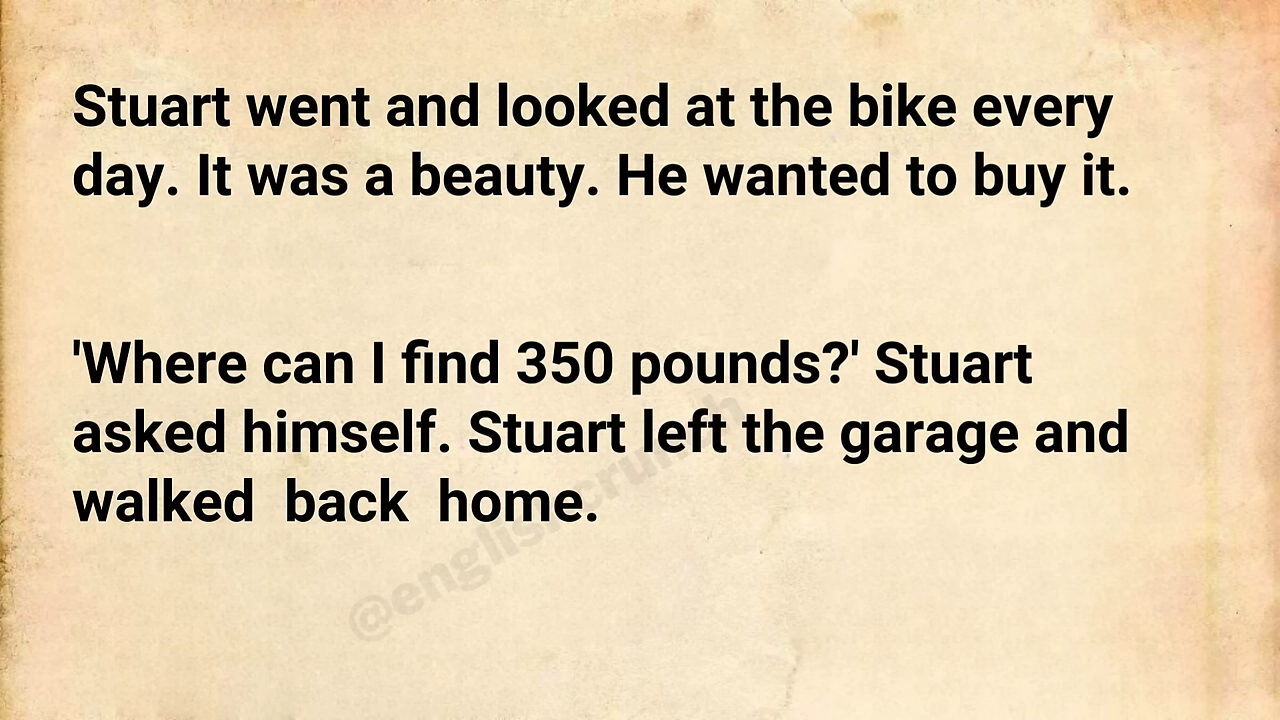 Stuart went and looked at the bike every
day. It was a beauty. He wanted to buy it.
'Where can I find 350 pounds?' Stuart
asked himself. Stuart left the garage and
walked back home.